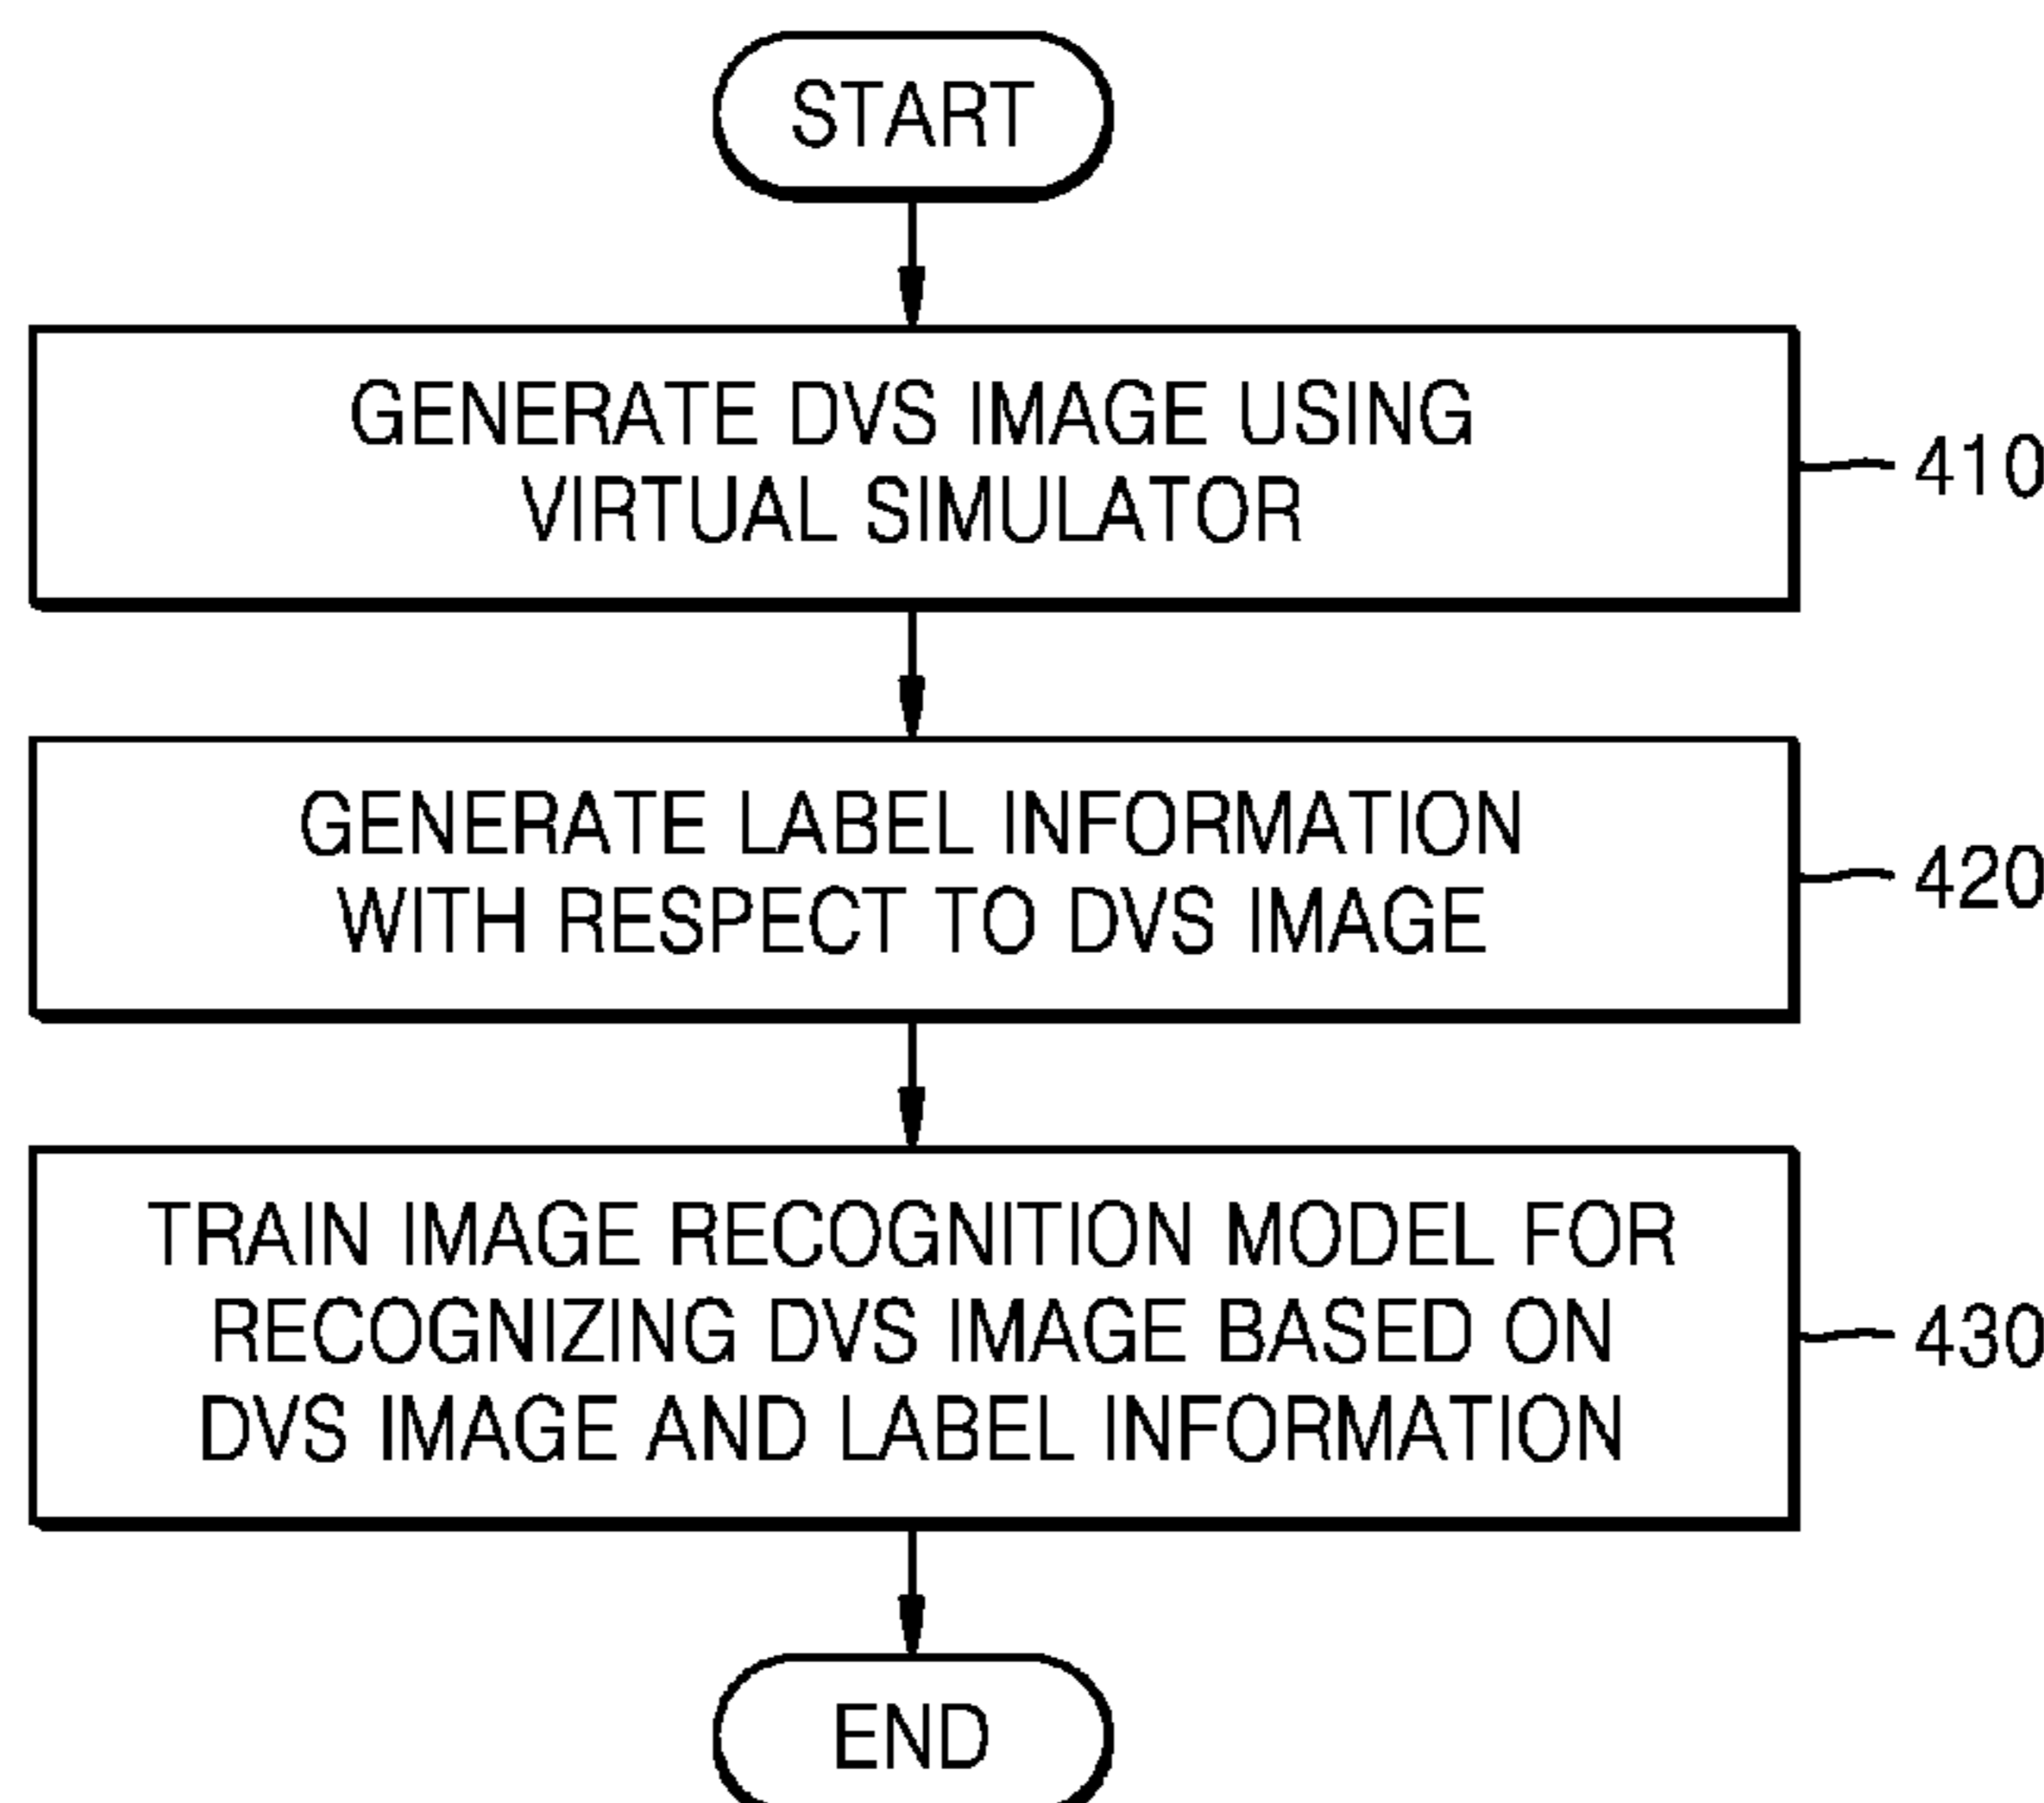 START
GENERATE DVS IMAGE USING
VIRTUAL SIMULATOR
410
GENERATE LABEL INFORMATION
WITH RESPECT TO DVS IMAGE
420
TRAIN IMAGE RECOGNITION MODEL FOR
RECOGNIZING DVS IMAGE BASED ON
DVS IMAGE AND LABEL INFORMATION
430
END